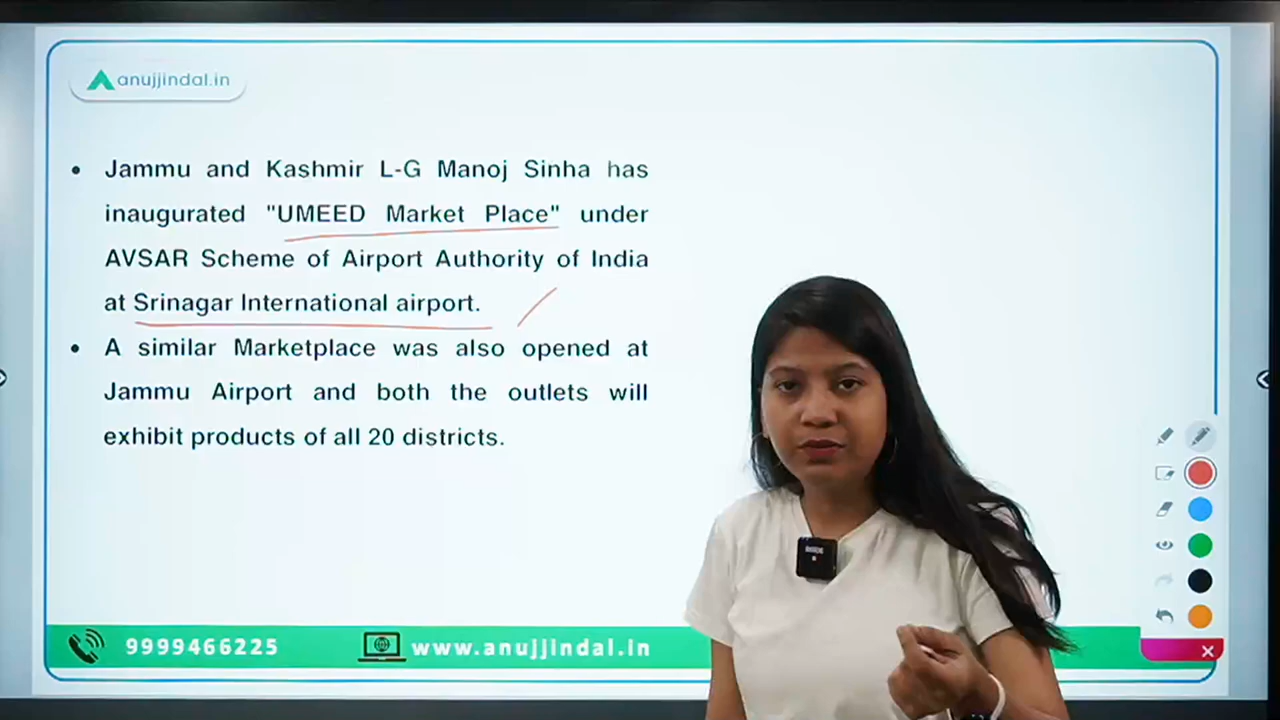 anujjindal.in
• Jammu and Kashmir L-G Manoj Sinha has
inaugurated "UMEED Market Place" under
AVSAR Scheme of Airport Authority of India
at Srinagar International airport.
• A similar Marketplace was also opened at
Jammu Airport and both the outlets will
exhibit products of all 20 districts.
9999466225
www.anujjindal.in